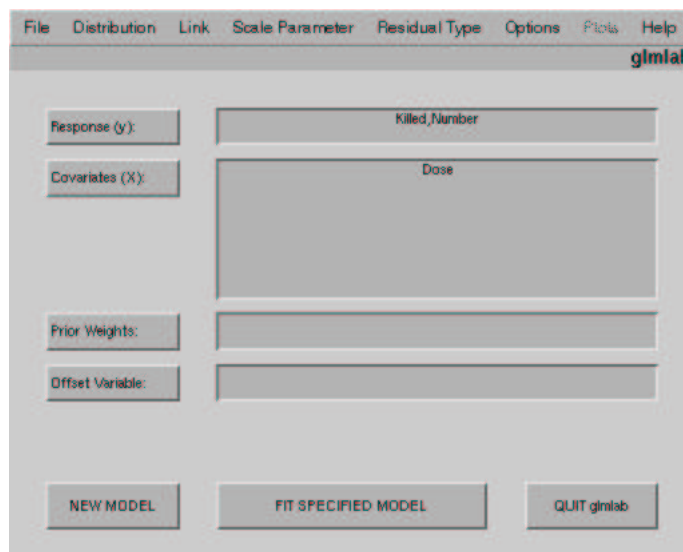 File Distribution Link Scale Parameter Residual Type Options Plots Help
glmlab
Response (y):
Killed,Number
Covariates (X):
Dose
Prior Weights:
Offset Variable:
NEW MODEL
FIT SPECIFIED MODEL
QUIT glmlab